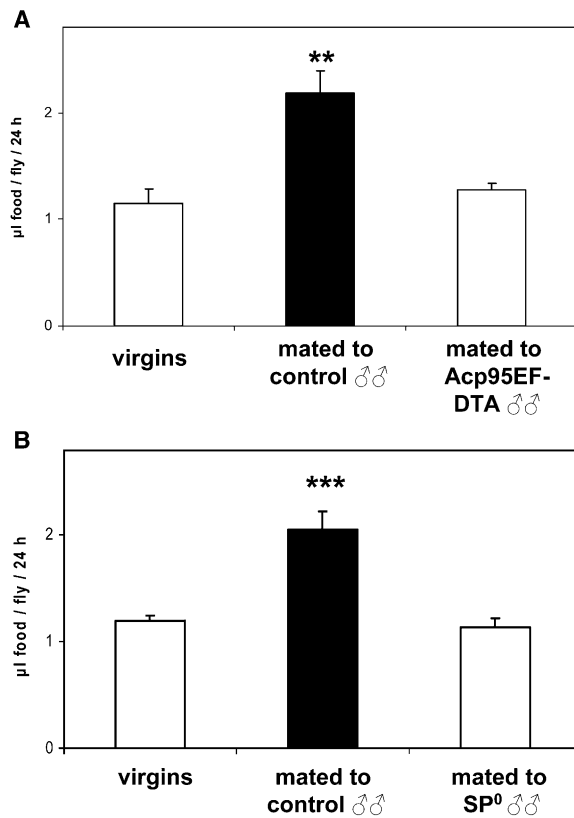 A
µl food / fly / 24 h
**
2
1
0
virgins
mated to
control ♂♂
mated to
Acp95EF-
DTA ♂♂
B
µl food / fly / 24 h
***
2
1
0
virgins
mated to
control ♂♂
mated to
SP⁰ ♂♂